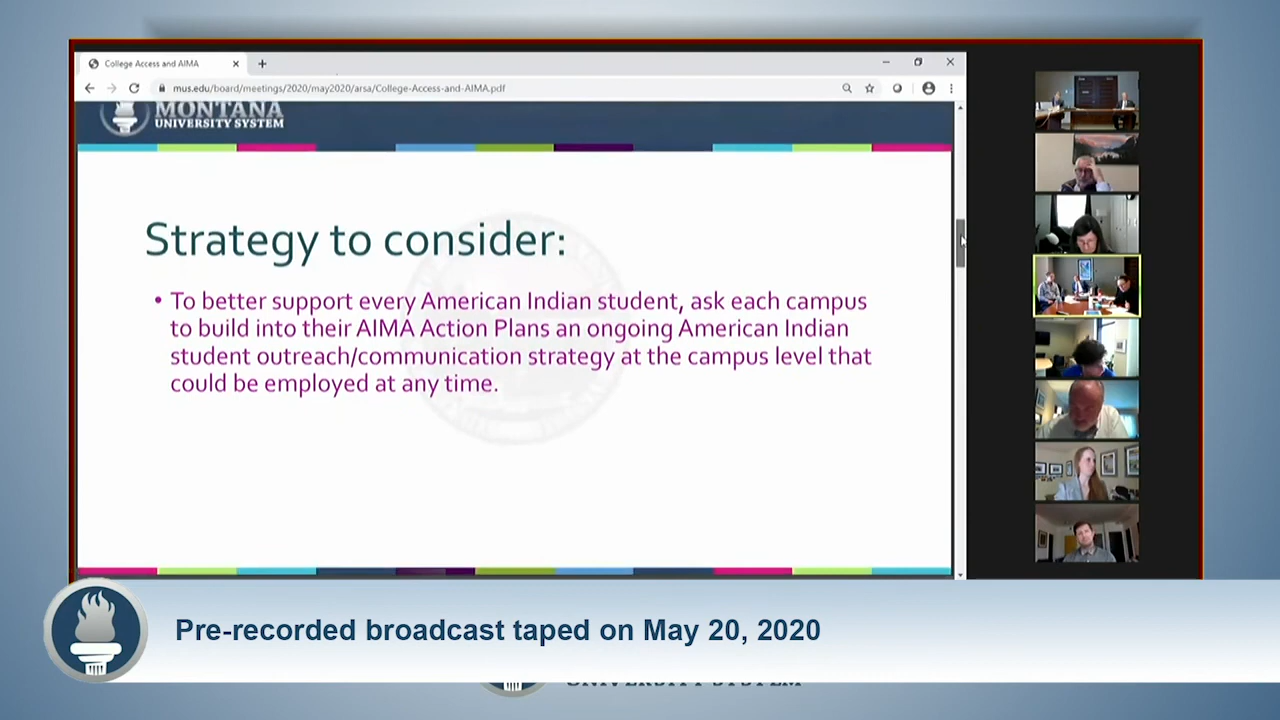 College Access and AIMA
mus.edu/board/meetings/2020/may2020/arsa/College-Access-and-AIMA.pdf
MONTANA
UNIVERSITY SYSTEM
Strategy to consider:
• To better support every American Indian student, ask each campus
to build into their AIMA Action Plans an ongoing American Indian
student outreach/communication strategy at the campus level that
could be employed at any time.
Pre-recorded broadcast taped on May 20, 2020